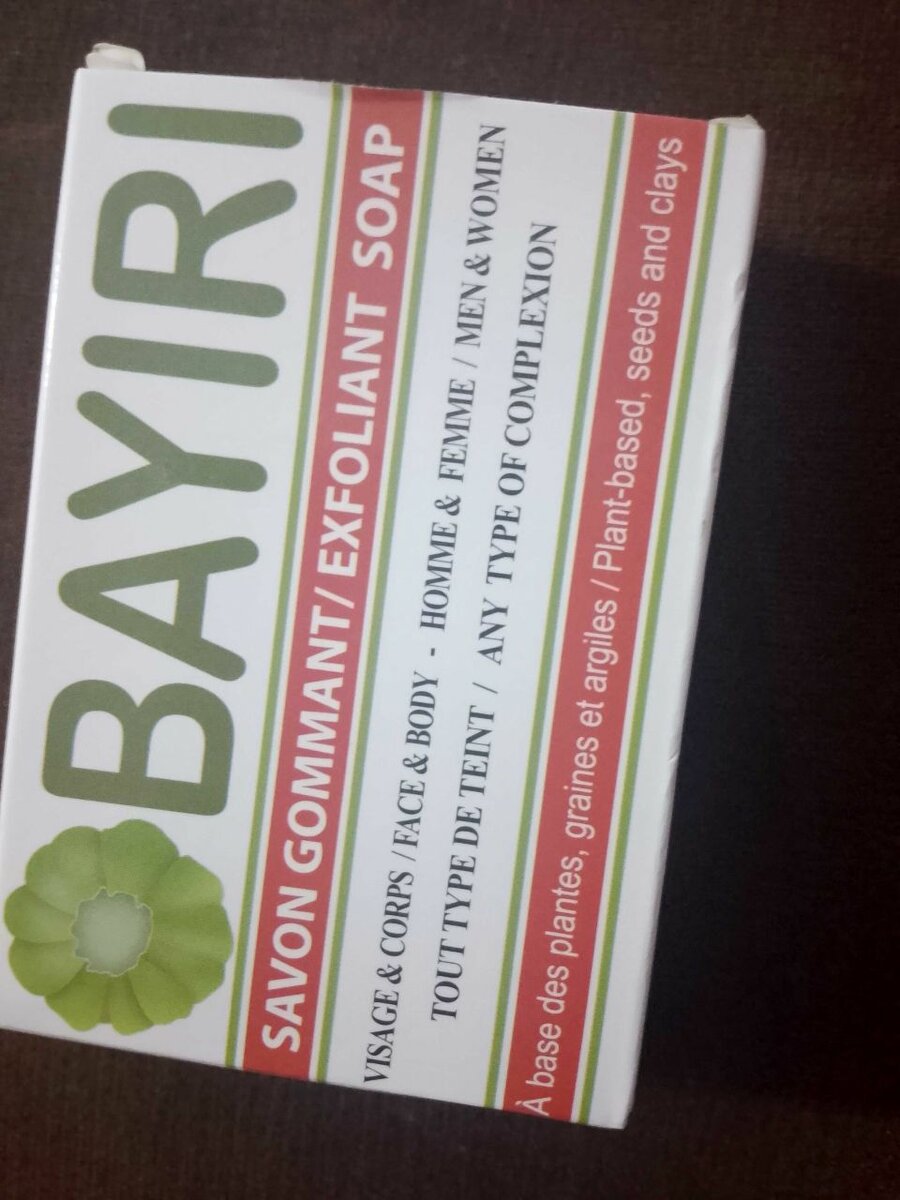 BAYIRI
SAVON GOMMANT/ EXFOLIANT SOAP
VISAGE & CORPS / FACE & BODY - HOMME & FEMME / MEN & WOMEN
TOUT TYPE DE TEINT / ANY TYPE OF COMPLEXION
À base des plantes, graines et argiles / Plant-based, seeds and clays